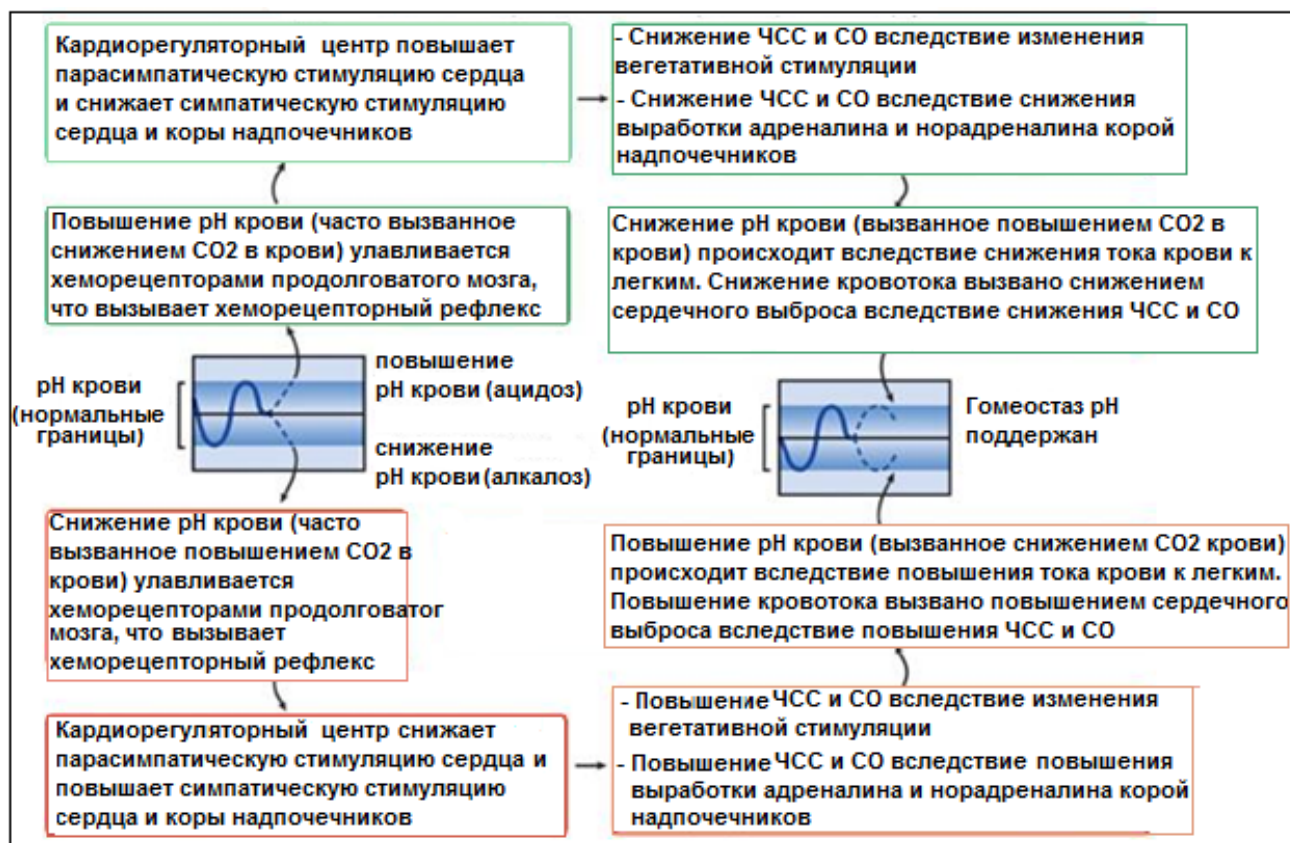 Кардиорегуляторный центр повышает
парасимпатическую стимуляцию сердца
и снижает симпатическую стимуляцию
сердца и коры надпочечников
- Снижение ЧСС и СО вследствие изменения
вегетативной стимуляции
- Снижение ЧСС и СО вследствие снижения
выработки адреналина и норадреналина корой
надпочечников
Повышение pH крови (часто вызванное
снижением СО2 в крови) улавливается
хеморецепторами продолговатого мозга,
что вызывает хеморецепторный рефлекс
Снижение pH крови (вызванное повышением СО2 в
крови) происходит вследствие снижения тока крови к
легким. Снижение кровотока вызвано снижением
сердечного выброса вследствие снижения ЧСС и СО
pH крови
(нормальные
границы)
повышение
pH крови (ацидоз)
снижение
pH крови (алкалоз)
pH крови
(нормальные
границы)
Гомеостаз pH
поддержан
Снижение pH крови (часто
вызванное повышением СО2 в
крови) улавливается
хеморецепторами продолговатог
мозга, что вызывает
хеморецепторный рефлекс
Повышение pH крови (вызванное снижением СО2 крови)
происходит вследствие повышения тока крови к легким.
Повышение кровотока вызвано повышением сердечного
выброса вследствие повышения ЧСС и СО
Кардиорегуляторный центр снижает
парасимпатическую стимуляцию сердца и
повышает симпатическую стимуляцию
сердца и коры надпочечников
- Повышение ЧСС и СО вследствие изменения
вегетативной стимуляции
- Повышение ЧСС и СО вследствие повышения
выработки адреналина и норадреналина корой
надпочечников